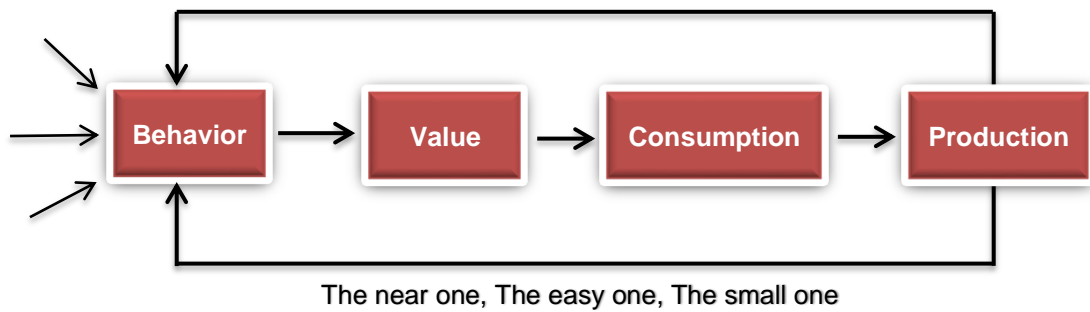 Behavior
Value
Consumption
Production
The near one, The easy one, The small one